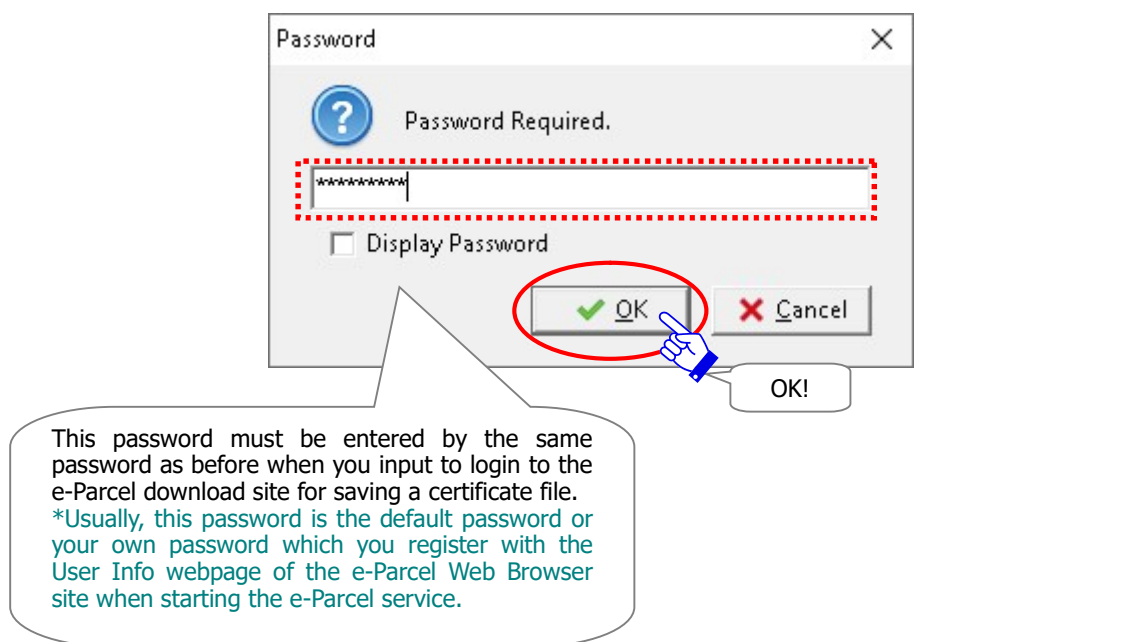 Password
Password Required.
*********
Display Password
OK
Cancel
OK!
This password must be entered by the same
password as before when you input to login to the
e-Parcel download site for saving a certificate file.
*Usually, this password is the default password or
your own password which you register with the
User Info webpage of the e-Parcel Web Browser
site when starting the e-Parcel service.